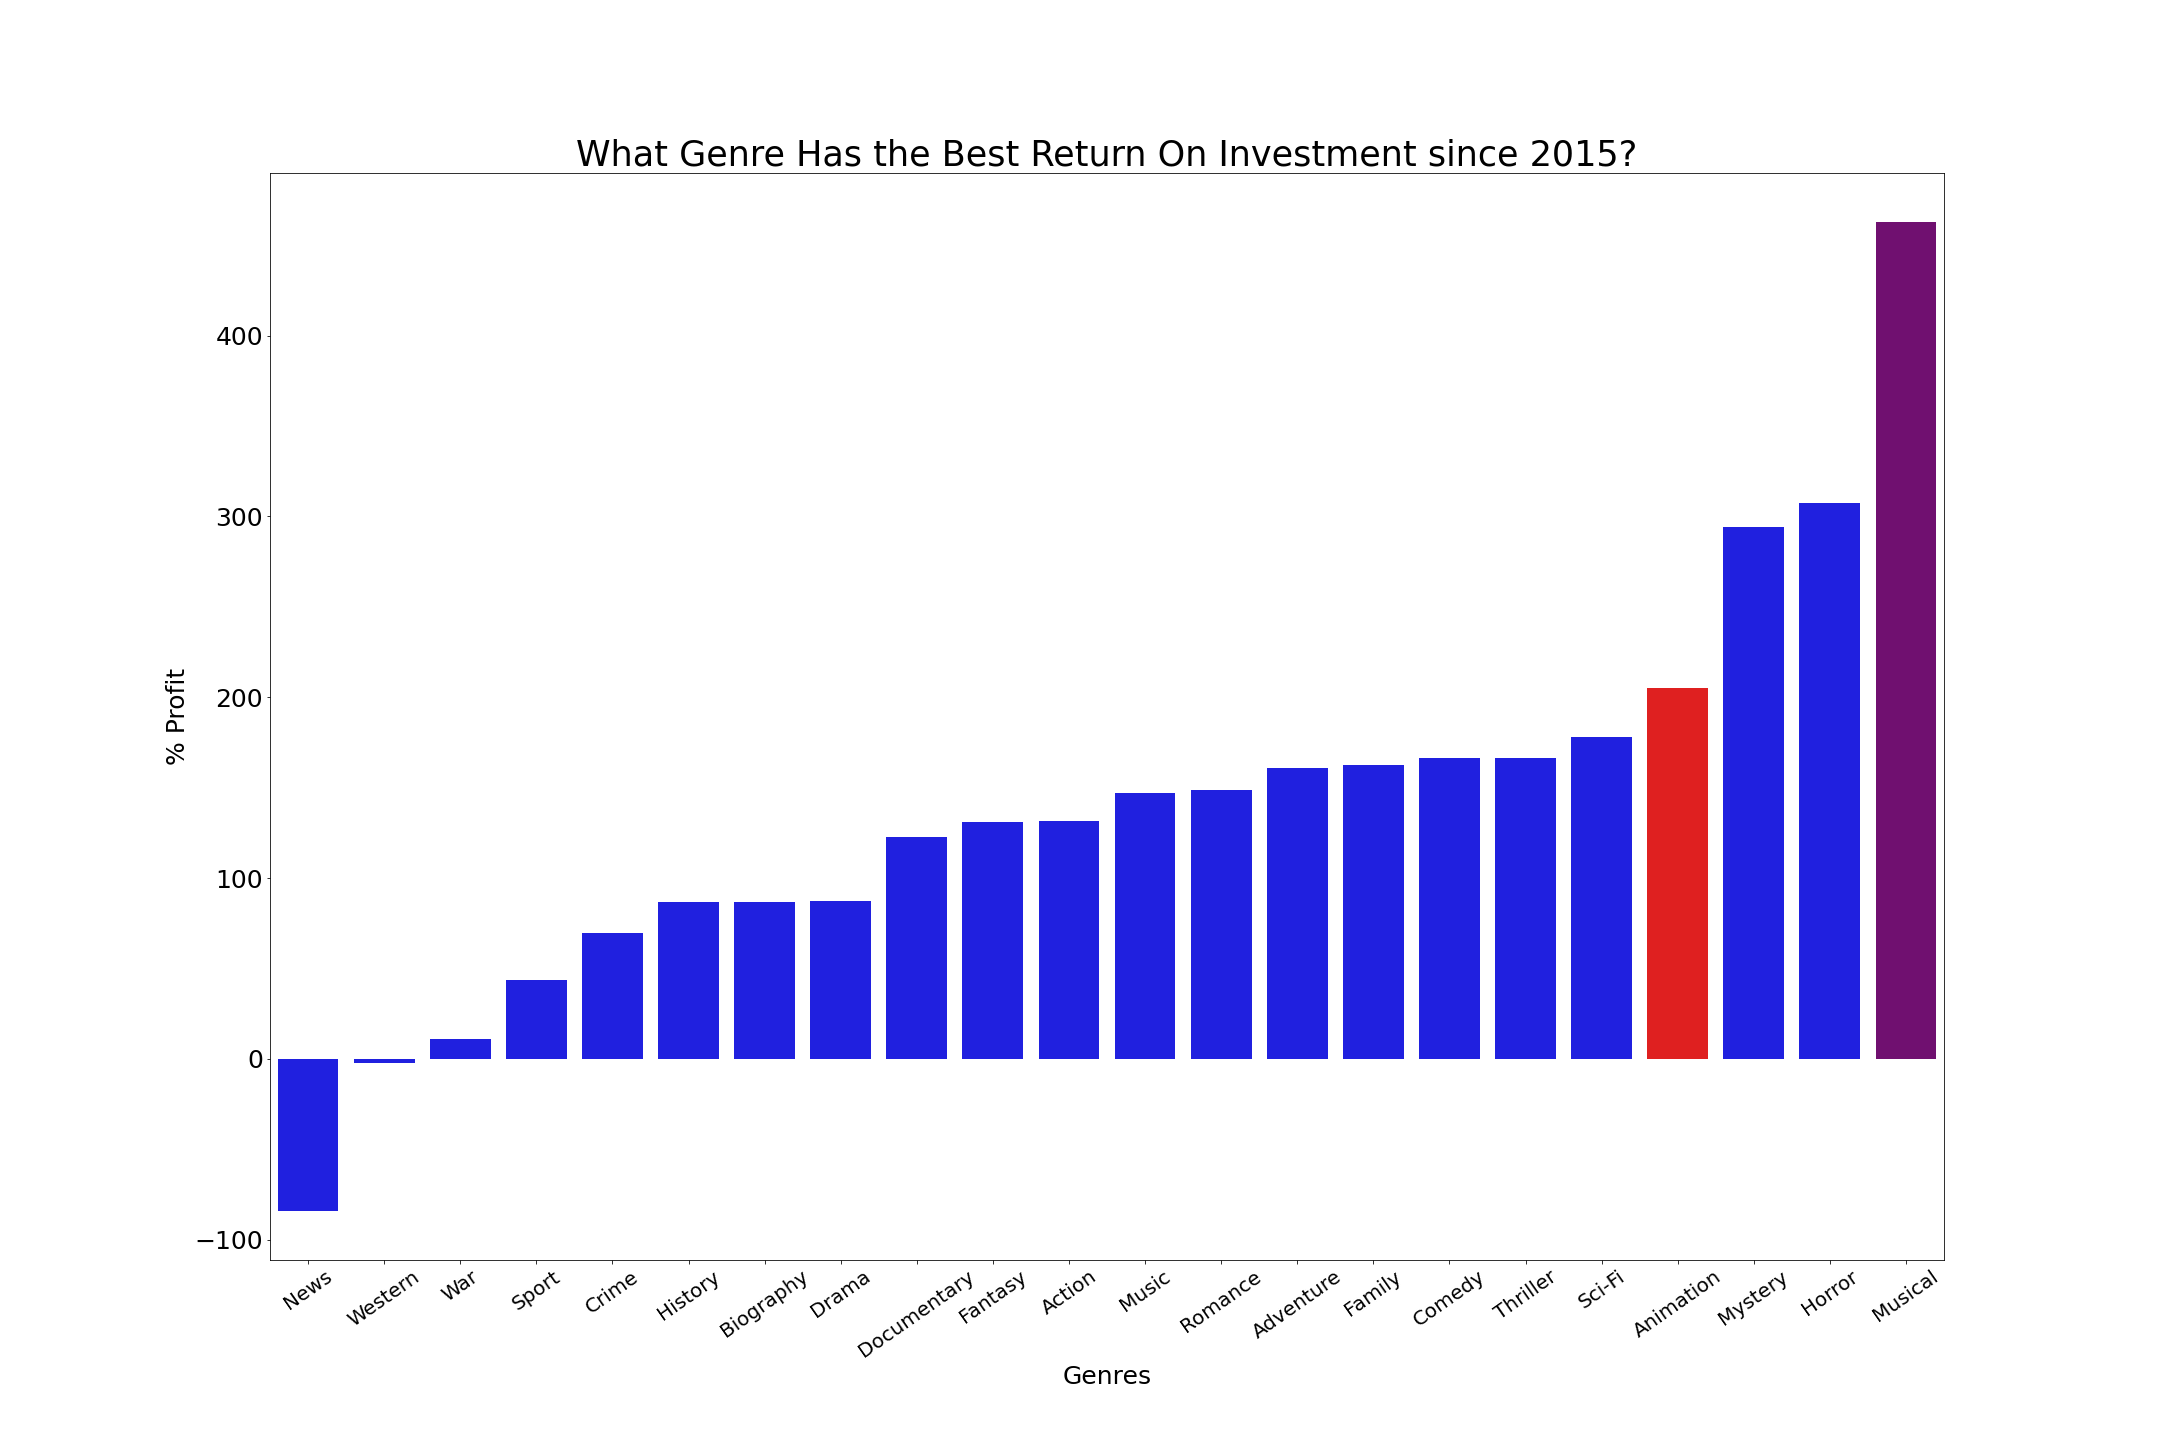 What Genre Has the Best Return On Investment since 2015?
% Profit
400
300
200
100
0
−100
News
Western
War
Sport
Crime
History
Biography
Drama
Documentary
Fantasy
Action
Music
Romance
Adventure
Family
Comedy
Thriller
Sci-Fi
Animation
Mystery
Horror
Musical
Genres